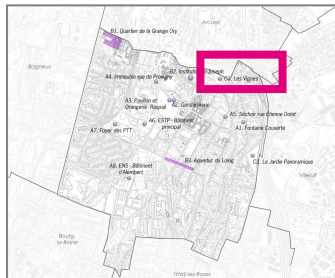 Arcueil
B1. Quartier de la Grange Ory
Bagneux
B2. Institution St Joseph
C2. Les Vignes
A4. Immeuble rue de Provigny
A3. Pavillon et
Orangerie Raspail
A2. Gendarmerie
A5. Séchoir rue Etienne Dolet
A7. Foyer des PTT
A6. ESTP - Bâtiment
principal
A1. Fontaine Couverte
B3. Aqueduc du Loing
C1. Le Jardin Panoramique
A8. ENS - Bâtiment
d'Alembert
Villejuif
Bourg-
la-Reine
l'Haÿ-les-Roses